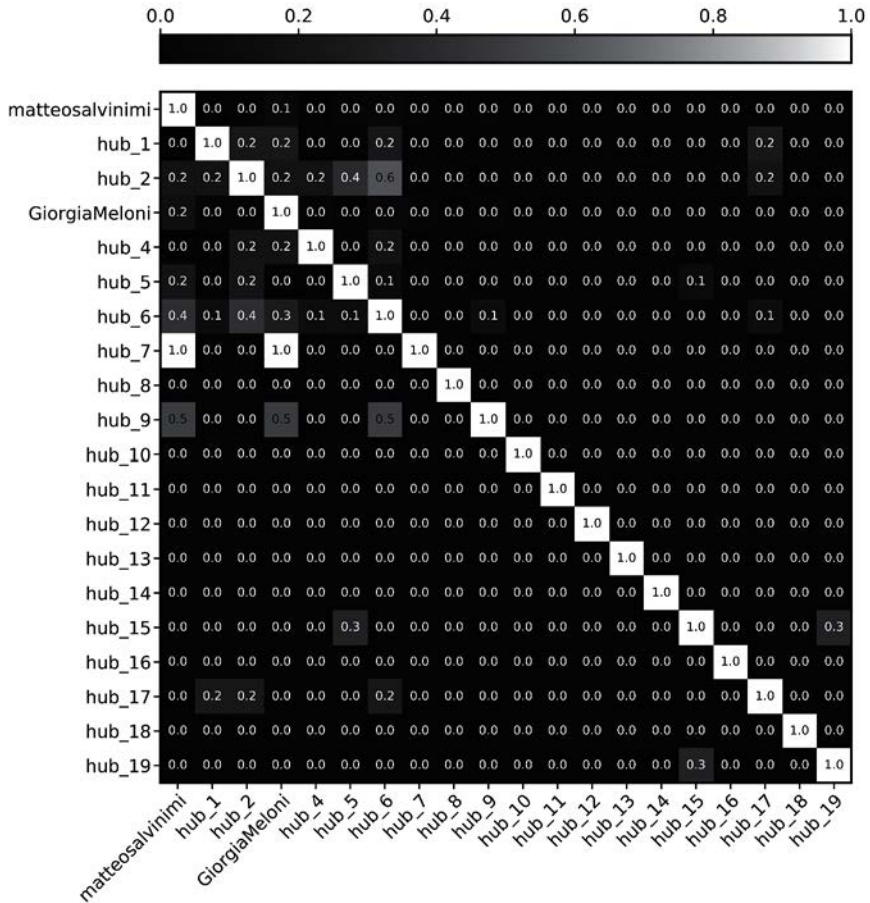 0.0 0.2 0.4 0.6 0.8 1.0
matteosalvinimi 1.0 0.0 0.0 0.1 0.0 0.0 0.0 0.0 0.0 0.0 0.0 0.0 0.0 0.0 0.0 0.0 0.0 0.0 0.0 0.0
hub_1 0.0 1.0 0.2 0.2 0.0 0.0 0.2 0.0 0.0 0.0 0.0 0.0 0.0 0.0 0.0 0.0 0.0 0.2 0.0 0.0
hub_2 0.2 0.2 1.0 0.2 0.2 0.4 0.6 0.0 0.0 0.0 0.0 0.0 0.0 0.0 0.0 0.0 0.0 0.2 0.0 0.0
GiorgiaMeloni 0.2 0.0 0.0 1.0 0.0 0.0 0.0 0.0 0.0 0.0 0.0 0.0 0.0 0.0 0.0 0.0 0.0 0.0 0.0 0.0
hub_4 0.0 0.0 0.2 0.2 1.0 0.0 0.2 0.0 0.0 0.0 0.0 0.0 0.0 0.0 0.0 0.0 0.0 0.0 0.0 0.0
hub_5 0.2 0.0 0.2 0.0 0.0 1.0 0.1 0.0 0.0 0.0 0.0 0.0 0.0 0.0 0.0 0.1 0.0 0.0 0.0 0.0
hub_6 0.4 0.1 0.4 0.3 0.1 0.1 1.0 0.0 0.0 0.1 0.0 0.0 0.0 0.0 0.0 0.0 0.0 0.1 0.0 0.0
hub_7 1.0 0.0 0.0 1.0 0.0 0.0 0.0 1.0 0.0 0.0 0.0 0.0 0.0 0.0 0.0 0.0 0.0 0.0 0.0 0.0
hub_8 0.0 0.0 0.0 0.0 0.0 0.0 0.0 0.0 1.0 0.0 0.0 0.0 0.0 0.0 0.0 0.0 0.0 0.0 0.0 0.0
hub_9 0.5 0.0 0.0 0.5 0.0 0.0 0.5 0.0 0.0 1.0 0.0 0.0 0.0 0.0 0.0 0.0 0.0 0.0 0.0 0.0
hub_10 0.0 0.0 0.0 0.0 0.0 0.0 0.0 0.0 0.0 0.0 1.0 0.0 0.0 0.0 0.0 0.0 0.0 0.0 0.0 0.0
hub_11 0.0 0.0 0.0 0.0 0.0 0.0 0.0 0.0 0.0 0.0 0.0 1.0 0.0 0.0 0.0 0.0 0.0 0.0 0.0 0.0
hub_12 0.0 0.0 0.0 0.0 0.0 0.0 0.0 0.0 0.0 0.0 0.0 0.0 1.0 0.0 0.0 0.0 0.0 0.0 0.0 0.0
hub_13 0.0 0.0 0.0 0.0 0.0 0.0 0.0 0.0 0.0 0.0 0.0 0.0 0.0 1.0 0.0 0.0 0.0 0.0 0.0 0.0
hub_14 0.0 0.0 0.0 0.0 0.0 0.0 0.0 0.0 0.0 0.0 0.0 0.0 0.0 0.0 1.0 0.0 0.0 0.0 0.0 0.0
hub_15 0.0 0.0 0.0 0.0 0.0 0.3 0.0 0.0 0.0 0.0 0.0 0.0 0.0 0.0 0.0 1.0 0.0 0.0 0.0 0.3
hub_16 0.0 0.0 0.0 0.0 0.0 0.0 0.0 0.0 0.0 0.0 0.0 0.0 0.0 0.0 0.0 0.0 1.0 0.0 0.0 0.0
hub_17 0.0 0.2 0.2 0.0 0.0 0.0 0.2 0.0 0.0 0.0 0.0 0.0 0.0 0.0 0.0 0.0 0.0 1.0 0.0 0.0
hub_18 0.0 0.0 0.0 0.0 0.0 0.0 0.0 0.0 0.0 0.0 0.0 0.0 0.0 0.0 0.0 0.0 0.0 0.0 1.0 0.0
hub_19 0.0 0.0 0.0 0.0 0.0 0.0 0.0 0.0 0.0 0.0 0.0 0.0 0.0 0.0 0.0 0.3 0.0 0.0 0.0 1.0
matteosalvinimi hub_1 hub_2 GiorgiaMeloni hub_4 hub_5 hub_6 hub_7 hub_8 hub_9 hub_10 hub_11 hub_12 hub_13 hub_14 hub_15 hub_16 hub_17 hub_18 hub_19